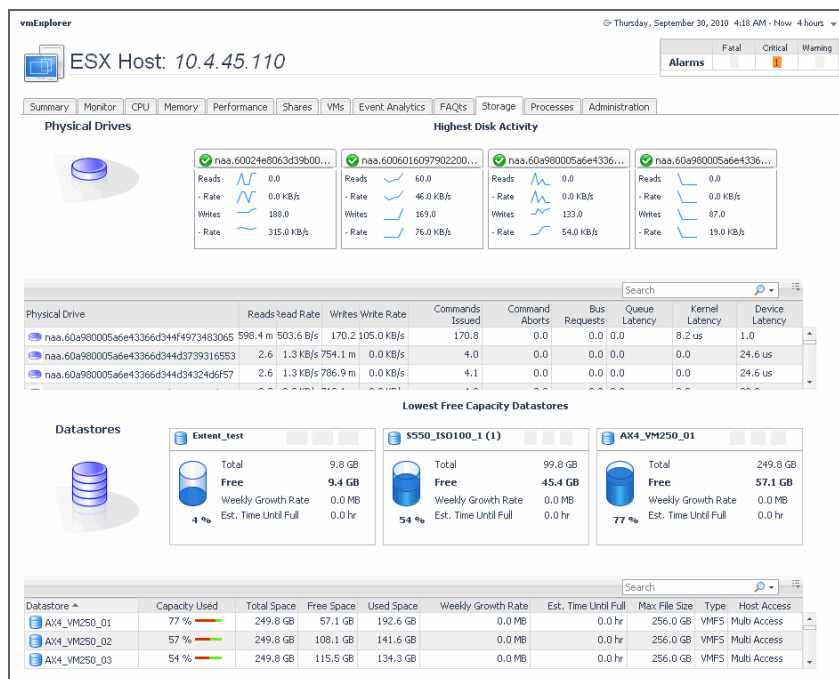 vmExplorer
Thursday, September 30, 2010 4:18 AM - Now 4 hours
ESX Host: 10.4.45.110
Fatal Critical Warning
Alarms 1
Summary Monitor CPU Memory Performance Shares VMs Event Analytics FAQts Storage Processes Administration
Physical Drives
Highest Disk Activity
naa.60024e8063d39b00... naa.6006016097902200... naa.60a980005a6e4336... naa.60a980005a6e4336...
Reads 0.0 Reads 60.0 Reads 0.0 Reads 0.0
- Rate 0.0 KB/s - Rate 46.0 KB/s - Rate 0.0 KB/s - Rate 0.0 KB/s
Writes 188.0 Writes 169.0 Writes 133.0 Writes 87.0
- Rate 315.0 KB/s - Rate 76.0 KB/s - Rate 54.0 KB/s - Rate 19.0 KB/s
Search
Physical Drive Reads Read Rate Writes Write Rate Commands Issued Command Aborts Bus Requests Queue Latency Kernel Latency Device Latency
naa.60a980005a6e43366d344f4973483065 598.4 m 503.6 B/s 170.2 105.0 KB/s 170.8 0.0 0.0 0.0 8.2 us 1.0
naa.60a980005a6e43366d344d3739316553 2.6 1.3 KB/s 754.1 m 0.0 KB/s 4.0 0.0 0.0 0.0 0.0 24.6 us
naa.60a980005a6e43366d344d34324d6f57 2.6 1.3 KB/s 786.9 m 0.0 KB/s 4.1 0.0 0.0 0.0 0.0 24.6 us
Lowest Free Capacity Datastores
Datastores
Extent_test S550_ISO100_1 (1) AX4_VM250_01
Total 9.8 GB Total 99.8 GB Total 249.8 GB
Free 9.4 GB Free 45.4 GB Free 57.1 GB
Weekly Growth Rate 0.0 MB Weekly Growth Rate 0.0 MB Weekly Growth Rate 0.0 MB
4 % Est. Time Until Full 0.0 hr 54 % Est. Time Until Full 0.0 hr 77 % Est. Time Until Full 0.0 hr
Search
Datastore Capacity Used Total Space Free Space Used Space Weekly Growth Rate Est. Time Until Full Max File Size Type Host Access
AX4_VM250_01 77 % 249.8 GB 57.1 GB 192.6 GB 0.0 MB 0.0 hr 256.0 GB VMFS Multi Access
AX4_VM250_02 57 % 249.8 GB 108.1 GB 141.6 GB 0.0 MB 0.0 hr 256.0 GB VMFS Multi Access
AX4_VM250_03 54 % 249.8 GB 115.5 GB 134.3 GB 0.0 MB 0.0 hr 256.0 GB VMFS Multi Access